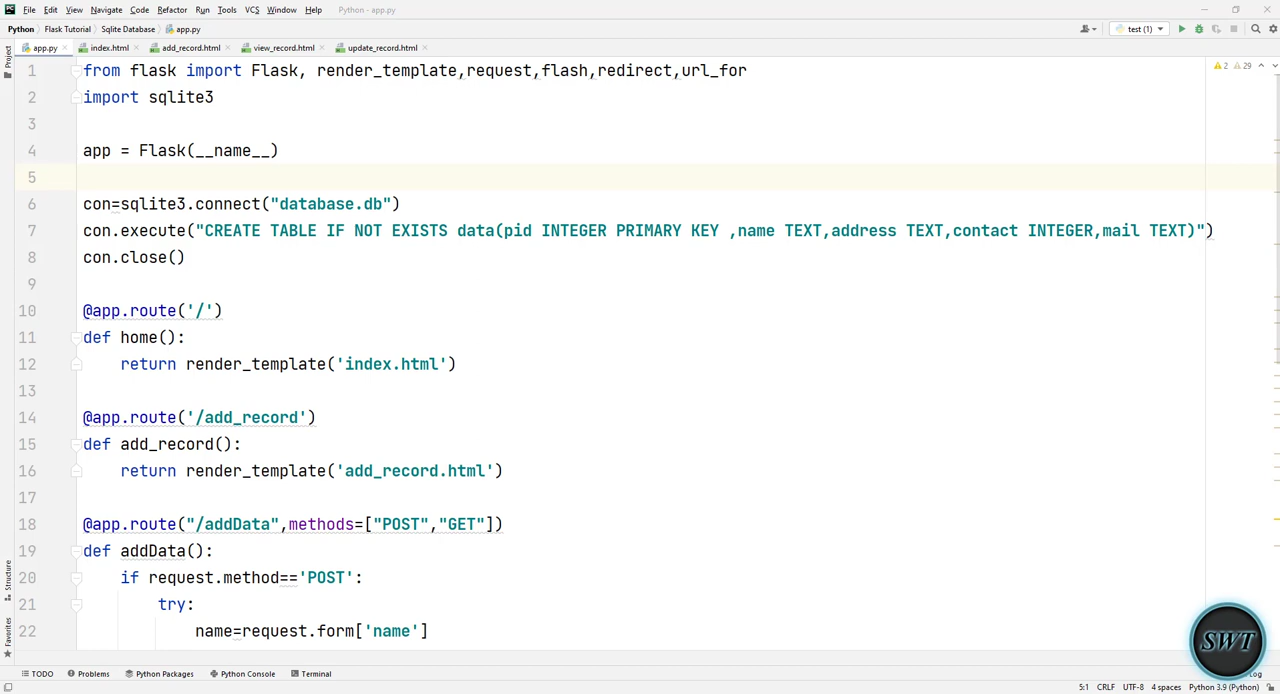 PC File Edit View Navigate Code Refactor Run Tools VCS Window Help Python - app.py
Python Flask Tutorial Sqlite Database app.py
test (1)
app.py index.html add_record.html view_record.html update_record.html
Project
2 29
1 from flask import Flask, render_template,request,flash,redirect,url_for
2 import sqlite3
3
4 app = Flask(__name__)
5
6 con=sqlite3.connect("database.db")
7 con.execute("CREATE TABLE IF NOT EXISTS data(pid INTEGER PRIMARY KEY ,name TEXT,address TEXT,contact INTEGER,mail TEXT)")
8 con.close()
9
10 @app.route('/')
11 def home():
12 return render_template('index.html')
13
14 @app.route('/add_record')
15 def add_record():
16 return render_template('add_record.html')
17
18 @app.route("/addData",methods=["POST","GET"])
19 def addData():
20 if request.method=='POST':
21 try:
22 name=request.form['name']
Structure
Favorites
SWT
TODO Problems Python Packages Python Console Terminal Log
5:1 CRLF UTF-8 4 spaces Python 3.9 (Python)